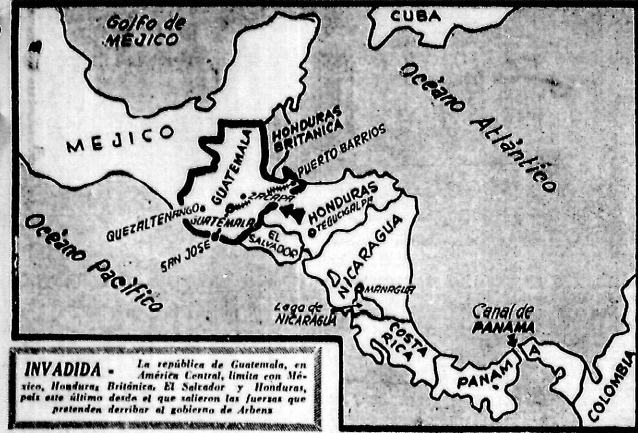 Golfo de
MEJICO
CUBA
Océano Atlántico
MEJICO
HONDURAS
BRITANICA
GUATEMALA
PUERTO BARRIOS
ZACAPA
HONDURAS
TEGUCIGALPA
QUEZALTENANGO
GUATEMALA
SAN JOSE
EL
SALVADOR
Océano Pacífico
NICARAGUA
MANAGUA
Lago de
NICARAGUA
Canal de
PANAMA
COSTA
RICA
PANAMA
COLOMBIA
INVADIDA - La república de Guatemala, en
América Central, limita con Mé-
xico, Honduras Británica, El Salvador y Honduras,
país este último desde el que salieron las fuerzas que
pretenden derribar al gobierno de Arbenz